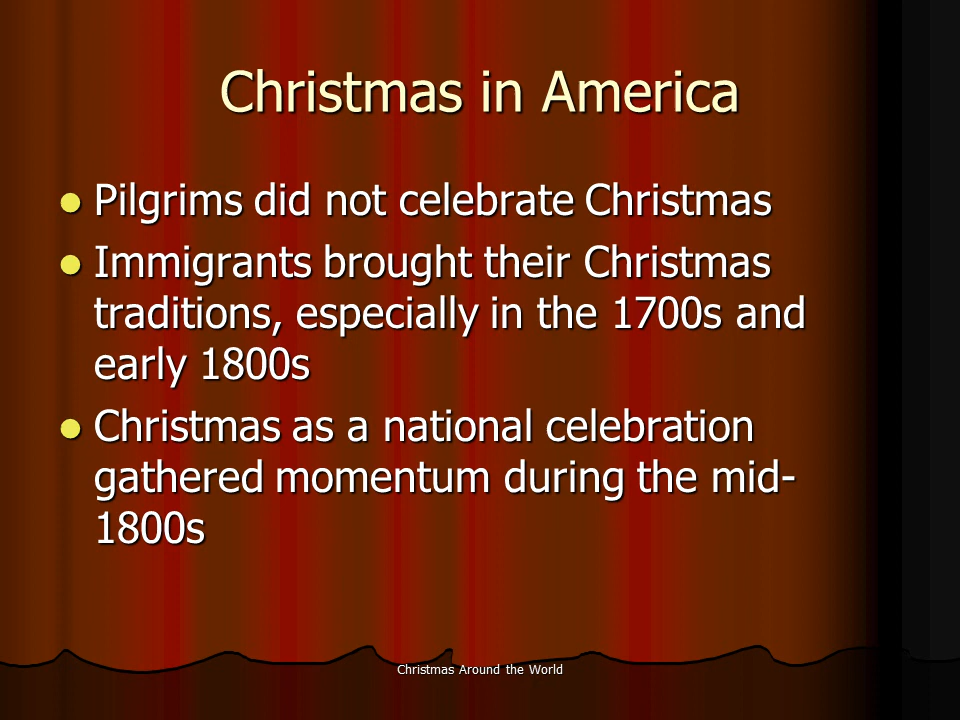 Christmas in America
Pilgrims did not celebrate Christmas
Immigrants brought their Christmas
traditions, especially in the 1700s and
early 1800s
Christmas as a national celebration
gathered momentum during the mid-
1800s
Christmas Around the World